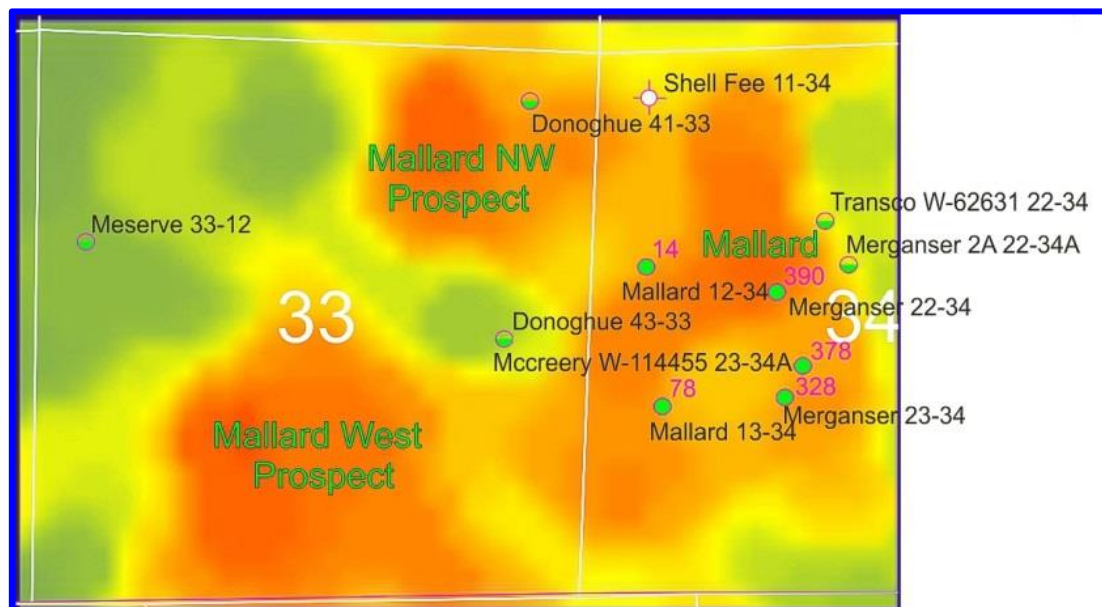 Shell Fee 11-34
Donoghue 41-33
Mallard NW
Prospect
Transco W-62631 22-34
Meserve 33-12
Mallard
Merganser 2A 22-34A
14
Mallard 12-34
390
Merganser 22-34
33
34
Donoghue 43-33
Mccreery W-114455 23-34A
378
78
328
Mallard 13-34
Merganser 23-34
Mallard West
Prospect